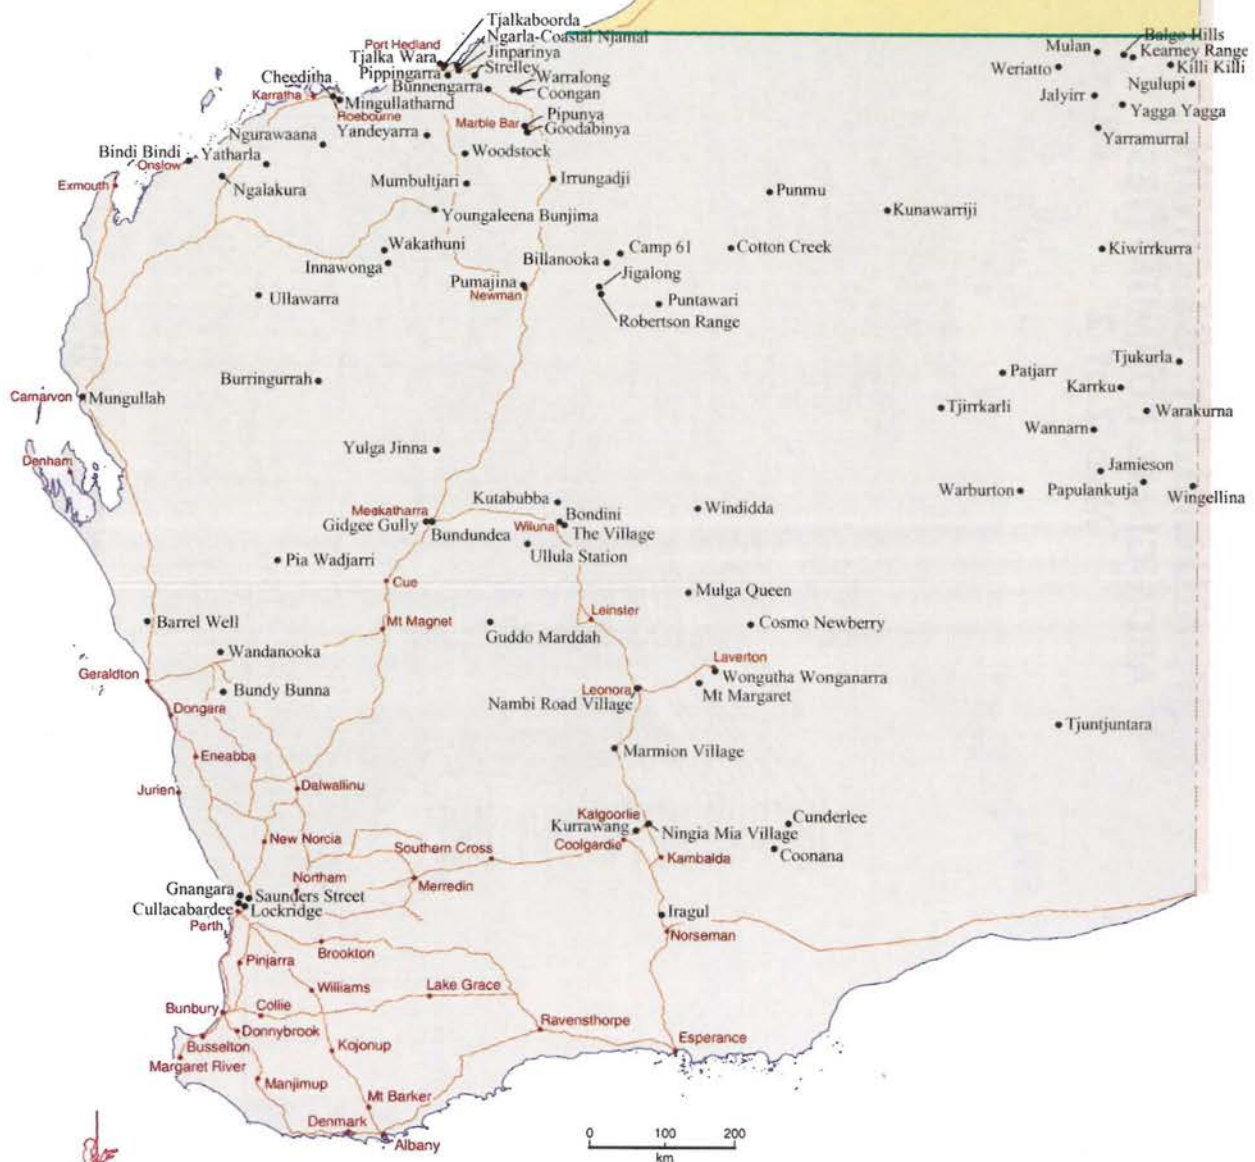 Tjalkaboorda
Ngarla-Coastal Njamal
Port Hedland
Tjalka Wara
Jinparinya
Pippingarra
Strelley
Bunnengarra
Warralong
Coongan
Cheeditha
Karratha
Mingullatharnd
Roebourne
Pipunya
Marble Bar
Goodabinya
Ngurawaana
Yandeyarra
Bindi Bindi
Onslow
Yatharla
Woodstock
Exmouth
Ngalakura
Mumbultjari
Irrungadji
Youngaleena Bunjima
Balgo Hills
Mulan
Kearney Range
Weriatto
Killi Killi
Ngulupi
Jalyirr
Yagga Yagga
Yarramurral
Punmu
Kunawarriji
Wakathuni
Innawonga
Camp 61
Billanooka
Cotton Creek
Kiwirrkurra
Jigalong
Pumajina
Newman
Ullawarra
Puntawari
Robertson Range
Tjukurla
Patjarr
Burringurrah
Karrku
Carnarvon
Mungullah
Tjirrkarli
Warakurna
Wannarn
Yulga Jinna
Denham
Jamieson
Warburton
Papulankutja
Wingellina
Kutabubba
Windidda
Meekatharra
Gidgee Gully
Bundundea
Bondini
Wiluna
The Village
Ullula Station
Pia Wadjarri
Cue
Mulga Queen
Leinster
Barrel Well
Mt Magnet
Guddo Marddah
Cosmo Newberry
Wandanooka
Laverton
Geraldton
Wongutha Wonganarra
Bundy Bunna
Leonora
Mt Margaret
Nambi Road Village
Dongara
Tjuntjuntara
Eneabba
Marmion Village
Jurien
Dalwallinu
Kalgoorlie
Cunderlee
Kurrawang
Ningia Mia Village
New Norcia
Coolgardie
Southern Cross
Kambalda
Coonana
Northam
Merredin
Gnangara
Saunders Street
Cullacabardee
Lockridge
Perth
Iragul
Norseman
Brookton
Pinjarra
Williams
Lake Grace
Bunbury
Collie
Donnybrook
Ravensthorpe
Busselton
Kojonup
Esperance
Margaret River
Manjimup
Mt Barker
Denmark
Albany
0 100 200
km